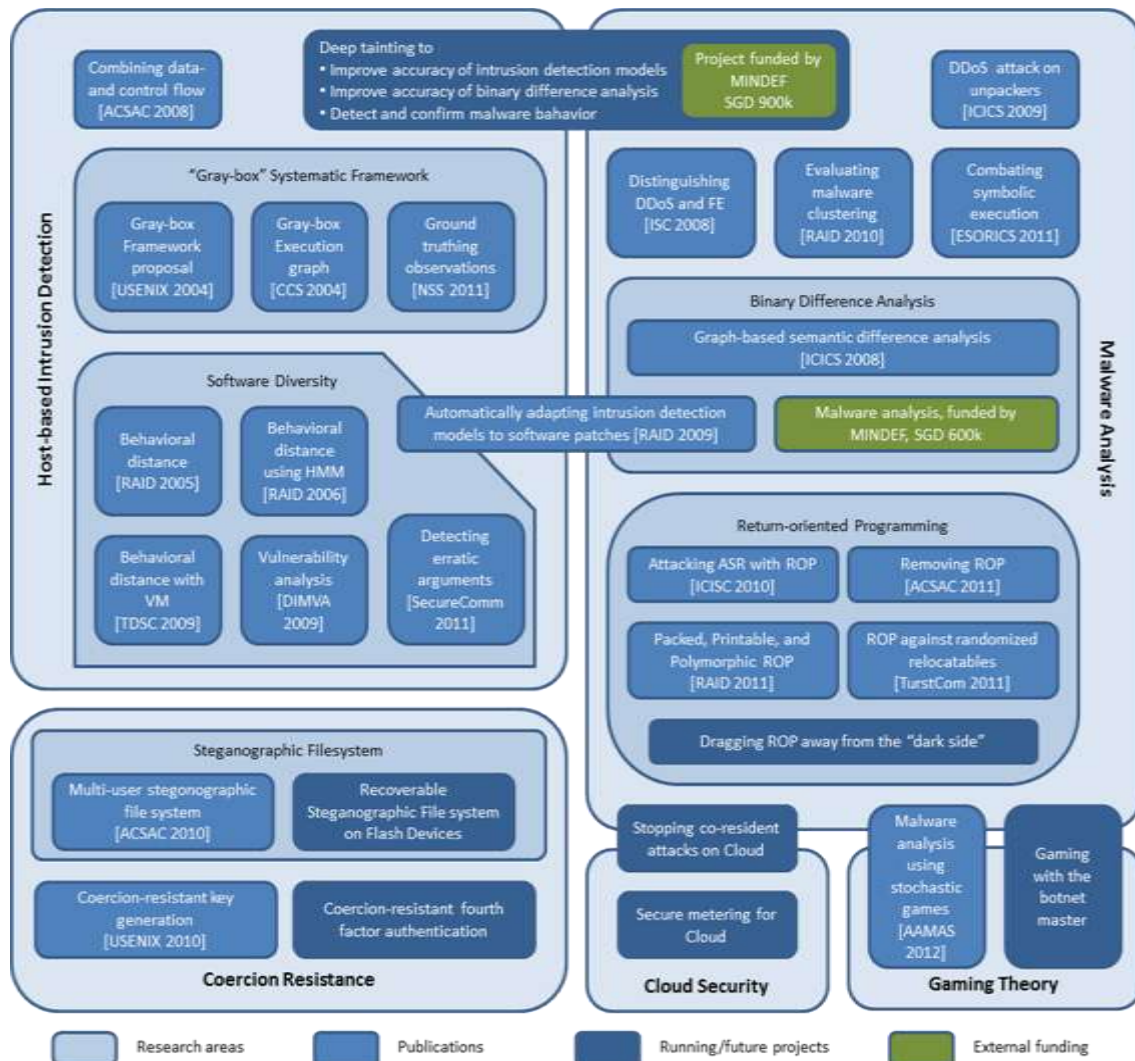 Combining data-
and control flow
[ACSAC 2008]
Deep tainting to
• Improve accuracy of intrusion detection models
• Improve accuracy of binary difference analysis
• Detect and confirm malware bahavior
Project funded by
MINDEF
SGD 900k
DDoS attack on
unpackers
[ICICS 2009]
Host-based Intrusion Detection
"Gray-box" Systematic Framework
Gray-box
Framework
proposal
[USENIX 2004]
Gray-box
Execution
graph
[CCS 2004]
Ground
truthing
observations
[NSS 2011]
Software Diversity
Behavioral
distance
[RAID 2005]
Behavioral
distance
using HMM
[RAID 2006]
Behavioral
distance with
VM
[TDSC 2009]
Vulnerability
analysis
[DIMVA
2009]
Detecting
erratic
arguments
[SecureComm
2011]
Automatically adapting intrusion detection
models to software patches [RAID 2009]
Distinguishing
DDoS and FE
[ISC 2008]
Evaluating
malware
clustering
[RAID 2010]
Combating
symbolic
execution
[ESORICS 2011]
Malware Analysis
Binary Difference Analysis
Graph-based semantic difference analysis
[ICICS 2008]
Malware analysis, funded by
MINDEF, SGD 600k
Return-oriented Programming
Attacking ASR with ROP
[ICISC 2010]
Removing ROP
[ACSAC 2011]
Packed, Printable, and
Polymorphic ROP
[RAID 2011]
ROP against randomized
relocatables
[TurstCom 2011]
Dragging ROP away from the "dark side"
Steganographic Filesystem
Multi-user stegonographic
file system
[ACSAC 2010]
Recoverable
Steganographic File system
on Flash Devices
Coercion-resistant key
generation
[USENIX 2010]
Coercion-resistant fourth
factor authentication
Coercion Resistance
Stopping co-resident
attacks on Cloud
Secure metering for
Cloud
Cloud Security
Malware
analysis
using
stochastic
games
[AAMAS
2012]
Gaming
with the
botnet
master
Gaming Theory
Research areas
Publications
Running/future projects
External funding